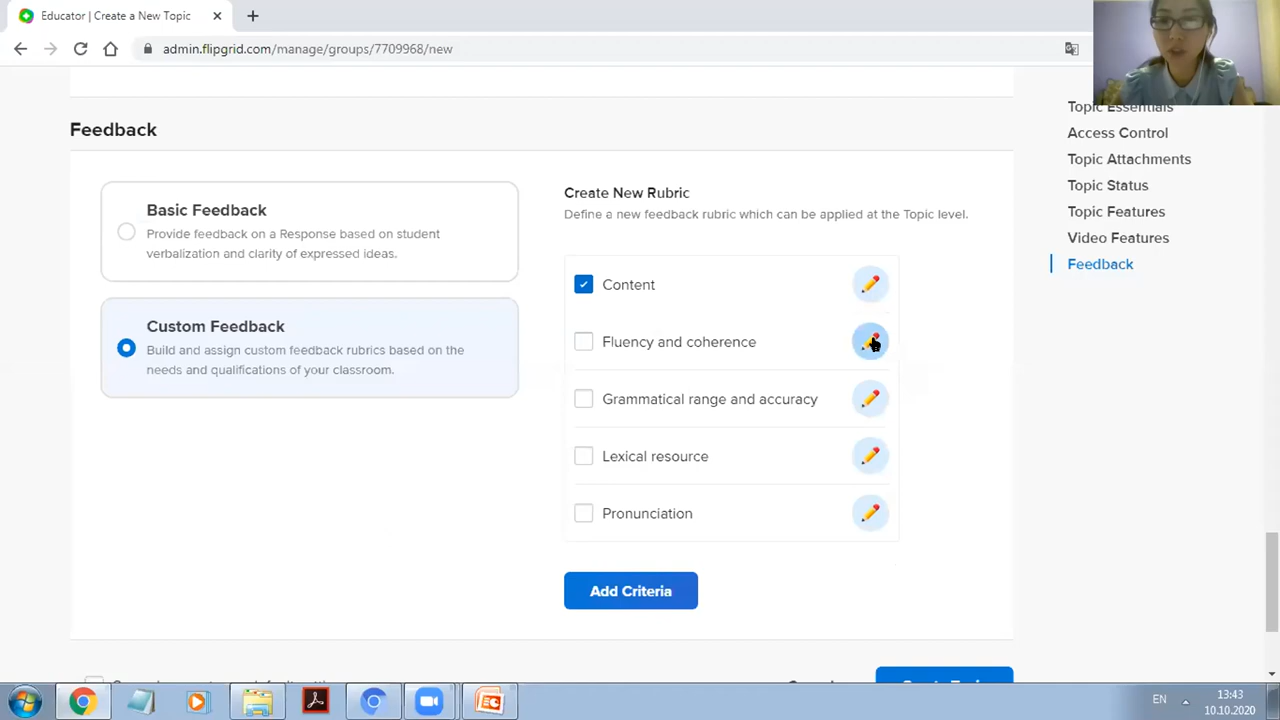 Educator | Create a New Topic
admin.flipgrid.com/manage/groups/7709968/new
Topic Essentials
Access Control
Topic Attachments
Topic Status
Topic Features
Video Features
Feedback
Feedback
Basic Feedback
Provide feedback on a Response based on student
verbalization and clarity of expressed ideas.
Custom Feedback
Build and assign custom feedback rubrics based on the
needs and qualifications of your classroom.
Create New Rubric
Define a new feedback rubric which can be applied at the Topic level.
Content
Fluency and coherence
Grammatical range and accuracy
Lexical resource
Pronunciation
Add Criteria
EN
13:43
10.10.2020